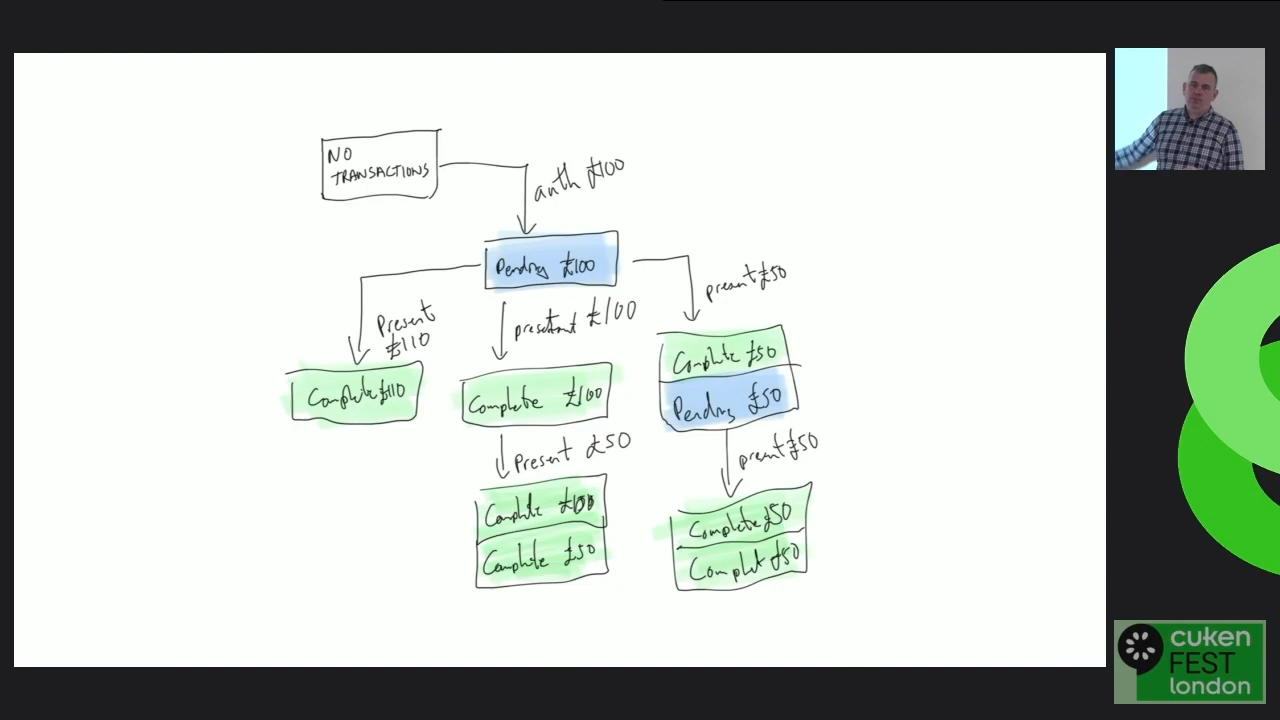 NO
TRANSACTIONS
auth £100
Pending £100
Present
£110
present £100
present £50
Complete £110
Complete £100
Complete £50
Pending £50
Present £50
present £50
Complete £100
Complete £50
Complete £50
Complet £50
cuken
FEST
london